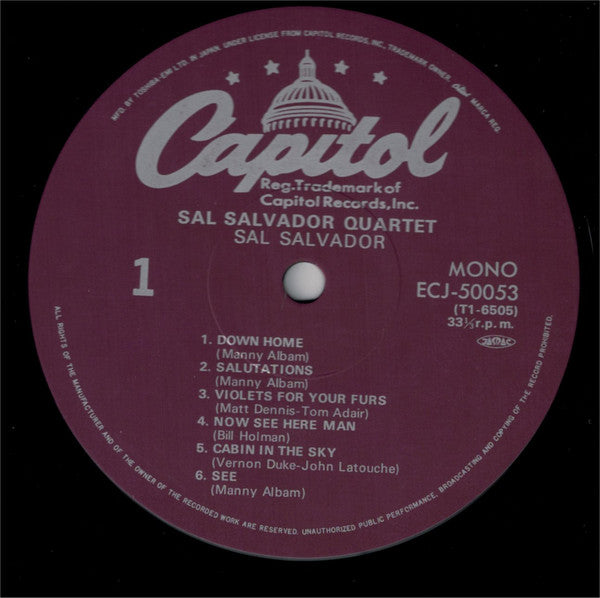 MFD. BY TOSHIBA-EMI LTD. IN JAPAN. UNDER LICENSE FROM CAPITOL RECORDS, INC., TRADEMARK OWNER. Capitol MARCA REG.
Capitol
Reg. Trademark of
Capitol Records, Inc.
SAL SALVADOR QUARTET
SAL SALVADOR
1
MONO
ECJ-50053
(T1-6505)
33⅓ r.p.m.
JASRAC
1. DOWN HOME
(Manny Albam)
2. SALUTATIONS
(Manny Albam)
3. VIOLETS FOR YOUR FURS
(Matt Dennis-Tom Adair)
4. NOW SEE HERE MAN
(Bill Holman)
5. CABIN IN THE SKY
(Vernon Duke-John Latouche)
6. SEE
(Manny Albam)
ALL RIGHTS OF THE MANUFACTURER AND OF THE OWNER OF THE RECORDED WORK ARE RESERVED. UNAUTHORIZED PUBLIC PERFORMANCE, BROADCASTING AND COPYING OF THE RECORD PROHIBITED.